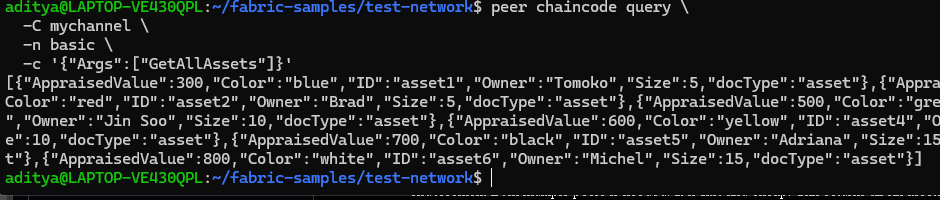 aditya@LAPTOP-VE430QPL:~/fabric-samples/test-network$ peer chaincode query \
  -C mychannel \
  -n basic \
  -c '{"Args":["GetAllAssets"]}'
[{"AppraisedValue":300,"Color":"blue","ID":"asset1","Owner":"Tomoko","Size":5,"docType":"asset"},{"Appra
Color":"red","ID":"asset2","Owner":"Brad","Size":5,"docType":"asset"},{"AppraisedValue":500,"Color":"gre
","Owner":"Jin Soo","Size":10,"docType":"asset"},{"AppraisedValue":600,"Color":"yellow","ID":"asset4","O
e":10,"docType":"asset"},{"AppraisedValue":700,"Color":"black","ID":"asset5","Owner":"Adriana","Size":15
t"},{"AppraisedValue":800,"Color":"white","ID":"asset6","Owner":"Michel","Size":15,"docType":"asset"}]
aditya@LAPTOP-VE430QPL:~/fabric-samples/test-network$